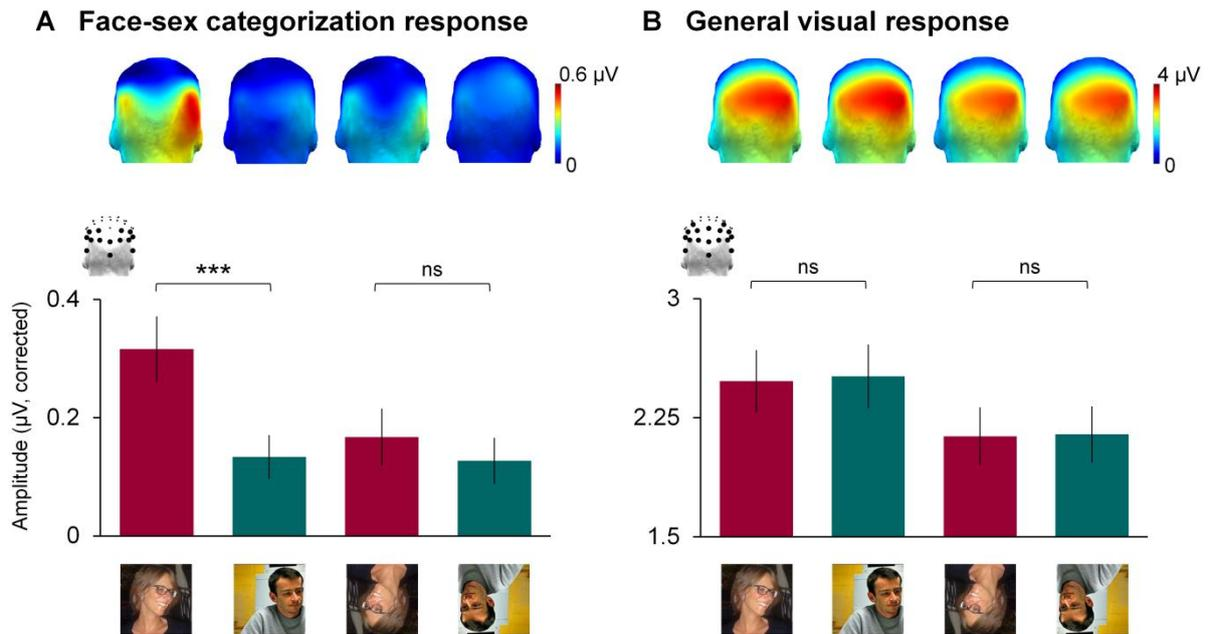 A Face-sex categorization response
0.6 µV
0
***
ns
0.4
0.2
0
Amplitude (µV, corrected)
B General visual response
4 µV
0
ns
ns
3
2.25
1.5